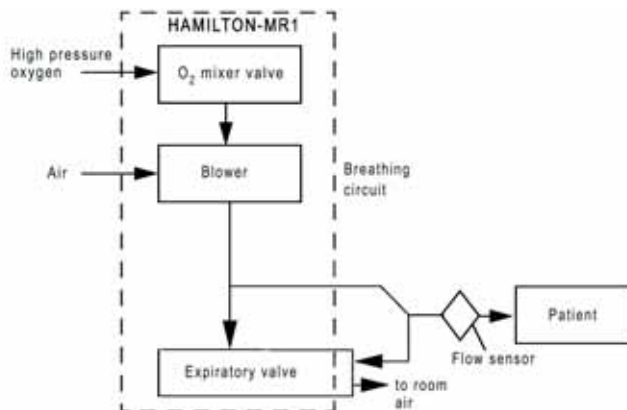 HAMILTON-MR1
High pressure
oxygen
O2 mixer valve
Air
Blower
Breathing
circuit
Patient
Flow sensor
Expiratory valve
to room
air